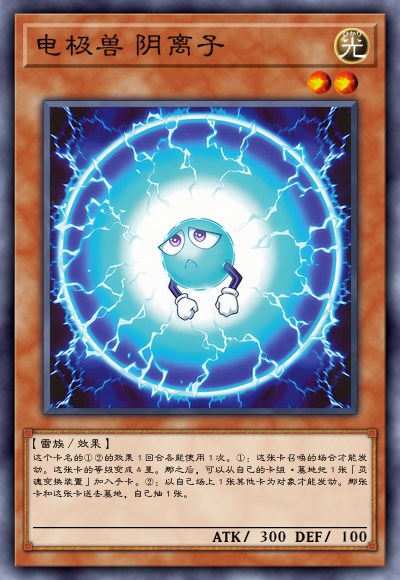 电极兽 阴离子
光
ひかり
【雷族／效果】
这个卡名的①②的效果1回合各能使用1次。①：这张卡召唤的场合才能发
动。这张卡的等级变成4星。那之后，可以从自己的卡组·墓地把1张「灵
魂变换装置」加入手卡。②：以自己场上1张其他卡为对象才能发动。那张
卡和这张卡送去墓地，自己抽1张。
ATK/ 300 DEF/ 100